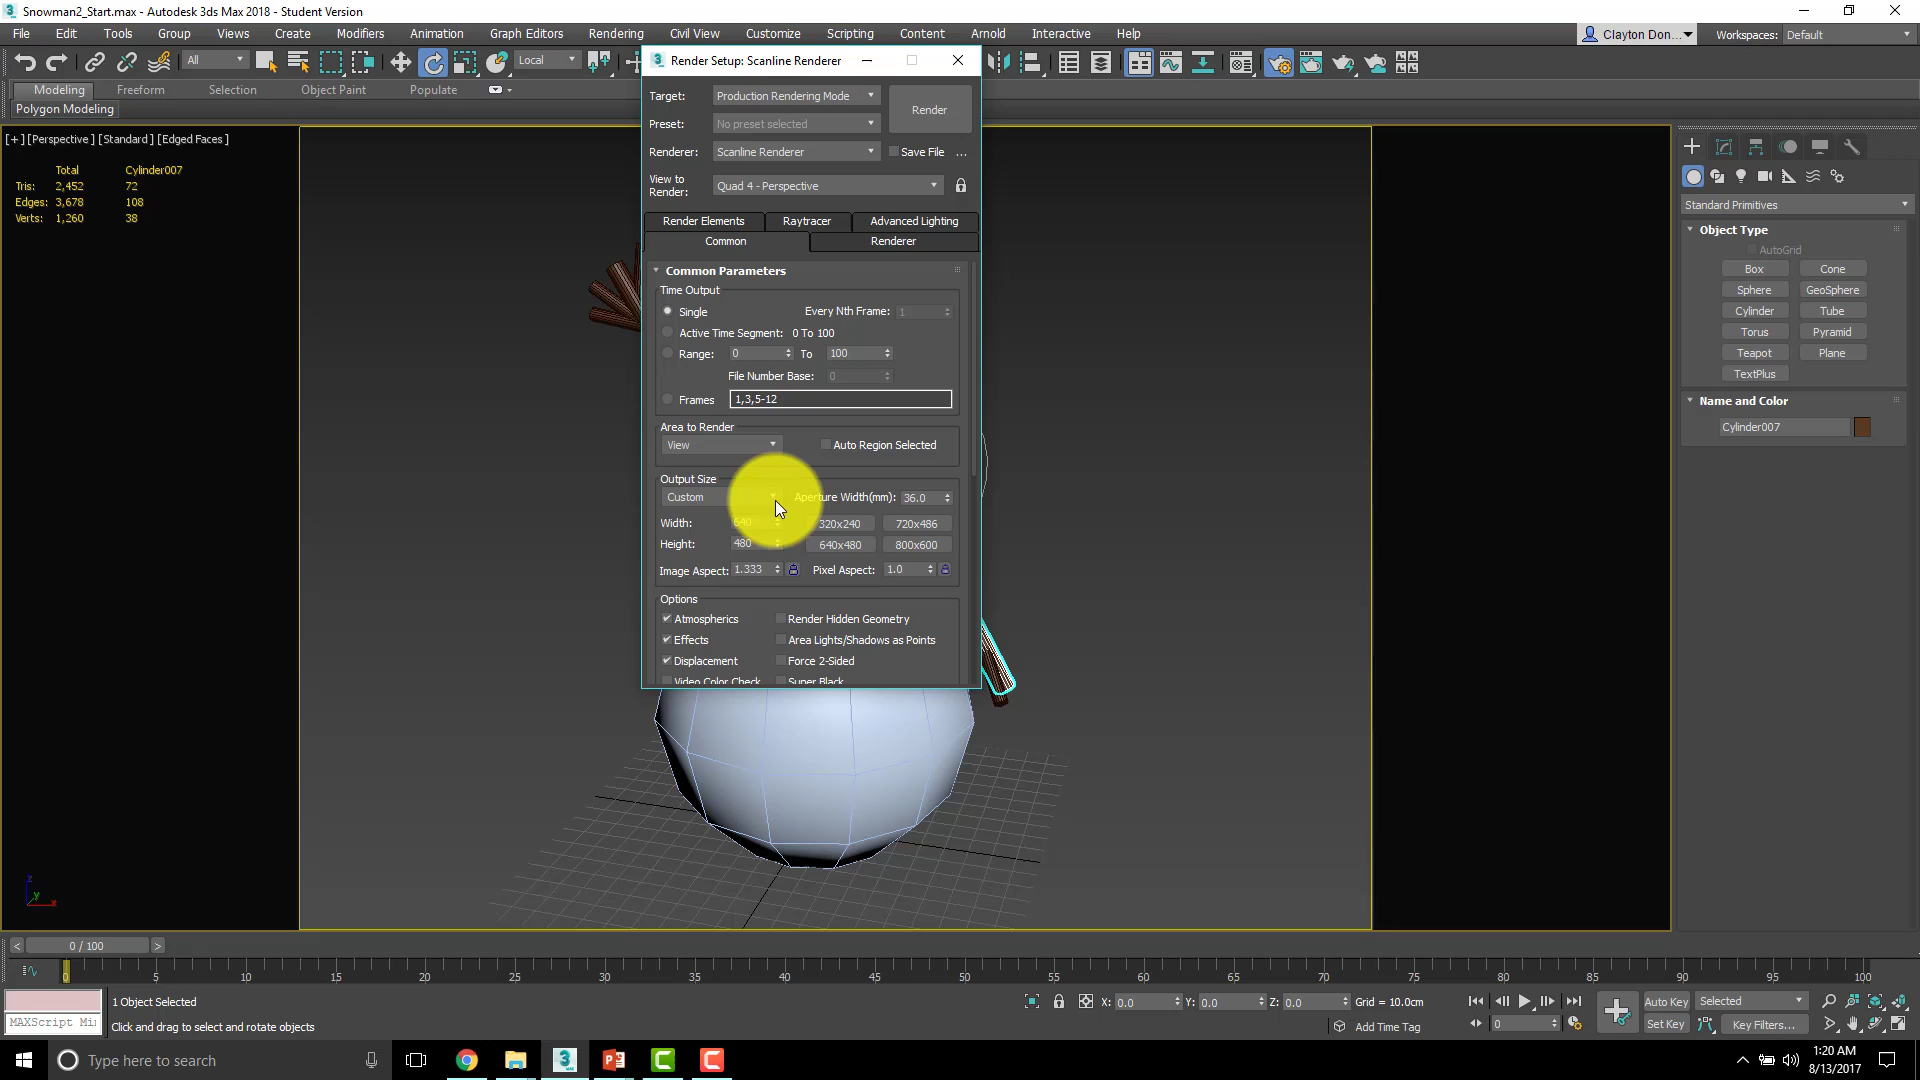 Snowman2_Start.max - Autodesk 3ds Max 2018 - Student Version
File Edit Tools Group Views Create Modifiers Animation Graph Editors Rendering Civil View Customize Scripting Content Arnold Interactive Help
Clayton Don... Workspaces: Default
All Local
Modeling Freeform Selection Object Paint Populate
Polygon Modeling
[+] [Perspective] [Standard] [Edged Faces]
Total Cylinder007
Tris: 2,452 72
Edges: 3,678 108
Verts: 1,260 38
Render Setup: Scanline Renderer
Target: Production Rendering Mode Render
Preset: No preset selected
Renderer: Scanline Renderer Save File ...
View to Render: Quad 4 - Perspective
Render Elements Raytracer Advanced Lighting
Common Renderer
Common Parameters
Time Output
Single Every Nth Frame: 1
Active Time Segment: 0 To 100
Range: 0 To 100
File Number Base: 0
Frames 1,3,5-12
Area to Render
View Auto Region Selected
Output Size
Custom Aperture Width(mm): 36.0
Width: 640 320x240 720x486
Height: 480 640x480 800x600
Image Aspect: 1.333 Pixel Aspect: 1.0
Options
Atmospherics Render Hidden Geometry
Effects Area Lights/Shadows as Points
Displacement Force 2-Sided
Video Color Check Super Black
Standard Primitives
Object Type
AutoGrid
Box Cone
Sphere GeoSphere
Cylinder Tube
Torus Pyramid
Teapot Plane
TextPlus
Name and Color
Cylinder007
z
y
x
< 0 / 100 >
0 5 10 15 20 25 30 35 40 45 50 55 60 65 70 75 80 85 90 95 100
1 Object Selected X: 0.0 Y: 0.0 Z: 0.0 Grid = 10.0cm Auto Key Selected
MAXScript Mi Click and drag to select and rotate objects Add Time Tag 0 Set Key Key Filters...
Type here to search
1:20 AM
8/13/2017